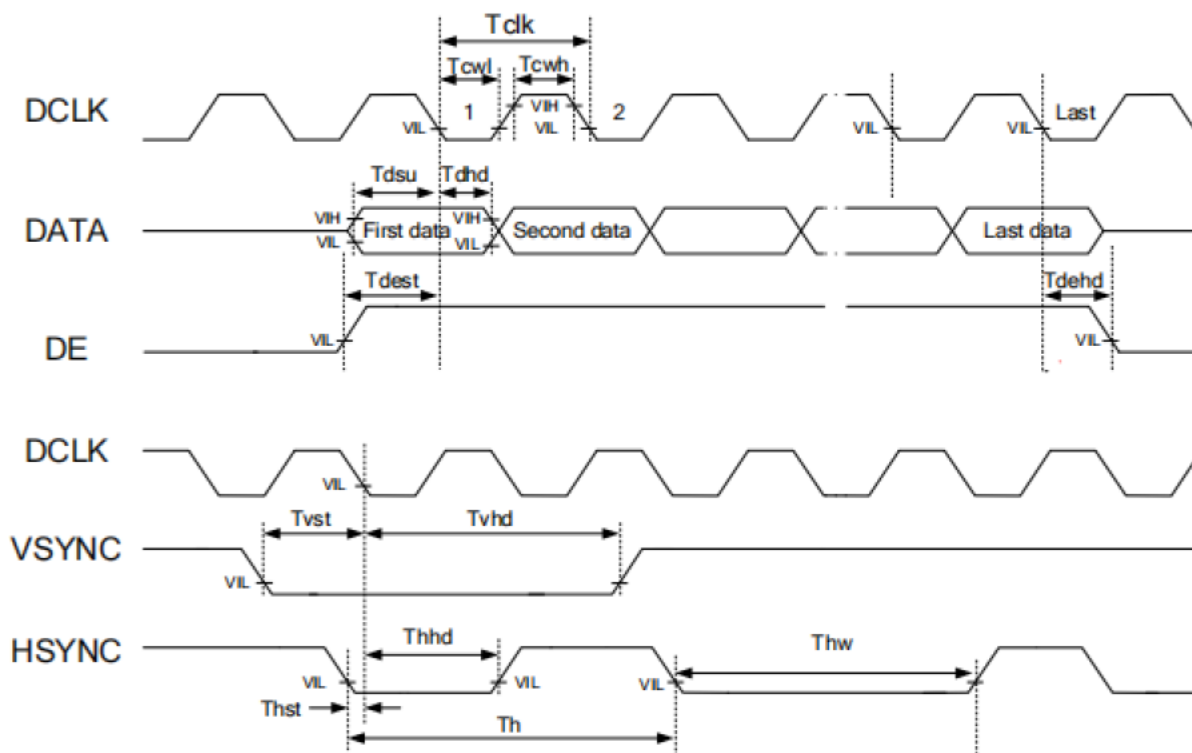 Tclk
Tcwl Tcwh
DCLK VIL 1 VIH VIL 2 VIL VIL Last
Tdsu Tdhd
DATA VIH VIL First data VIH VIL Second data Last data
Tdest Tdehd
DE VIL VIL
DCLK VIL
Tvst Tvhd
VSYNC VIL
HSYNC Thhd Thw
VIL VIL VIL
Thst
Th